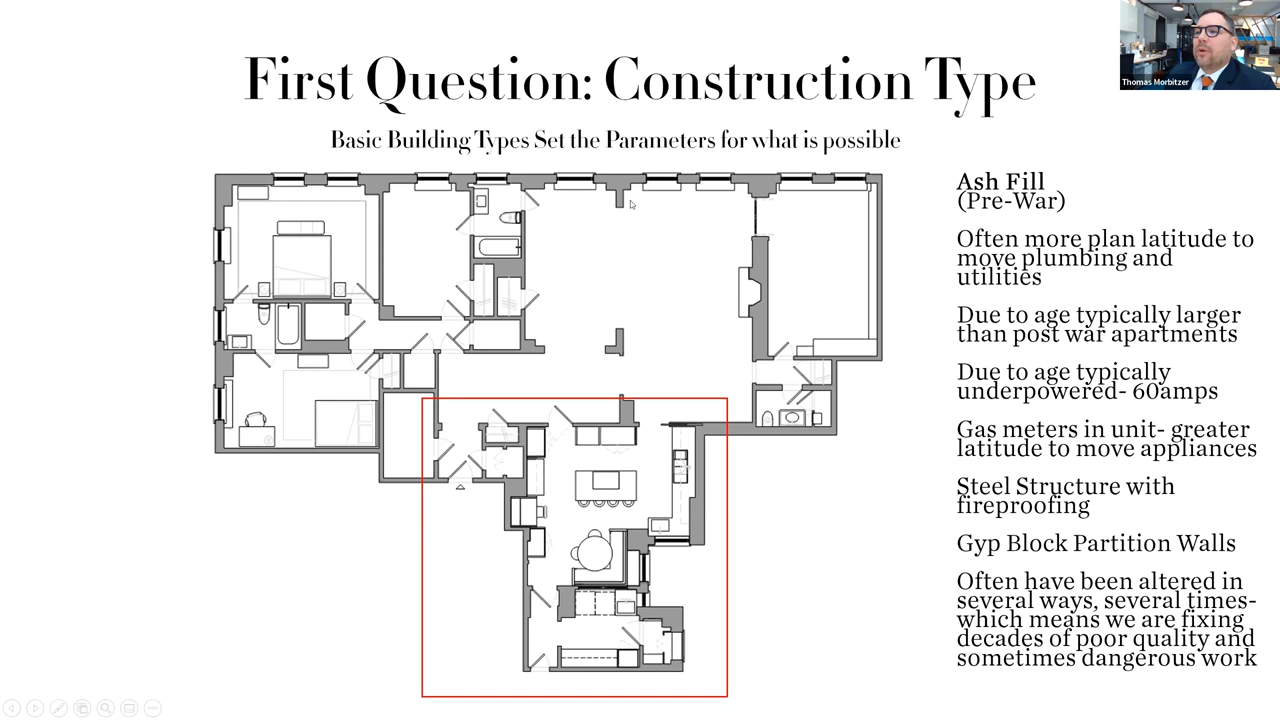 First Question: Construction Type
Thomas Morbitzer
Basic Building Types Set the Parameters for what is possible
Ash Fill
(Pre-War)
Often more plan latitude to
move plumbing and
utilities
Due to age typically larger
than post war apartments
Due to age typically
underpowered- 60amps
Gas meters in unit- greater
latitude to move appliances
Steel Structure with
fireproofing
Gyp Block Partition Walls
Often have been altered in
several ways, several times-
which means we are fixing
decades of poor quality and
sometimes dangerous work